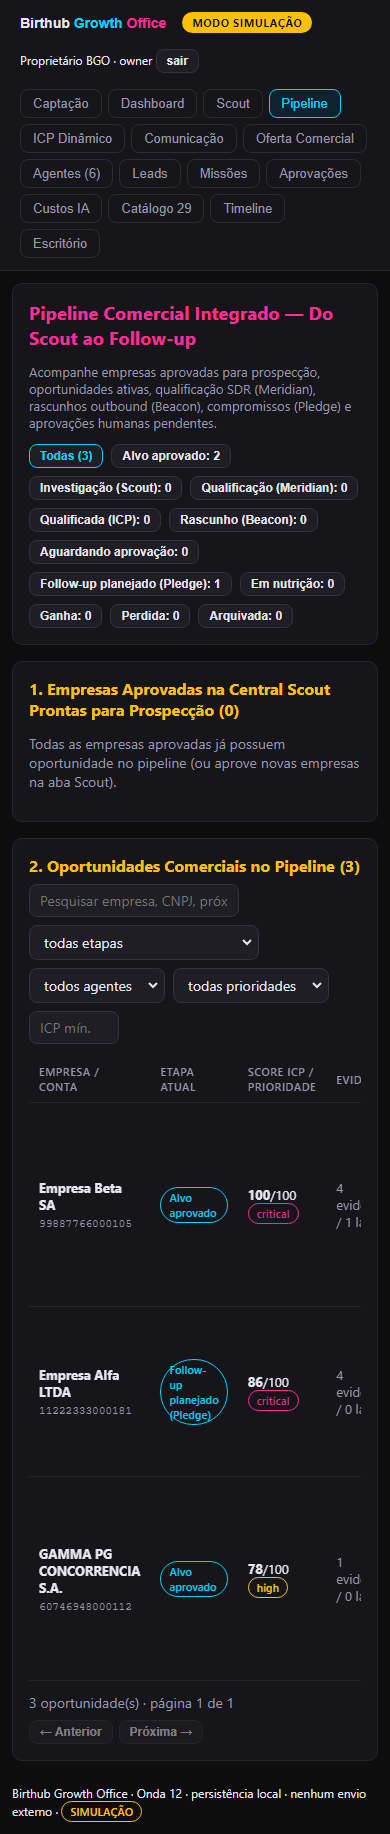 Birthub Growth Office MODO SIMULAÇÃO
Proprietário BGO · owner sair
Captação Dashboard Scout Pipeline
ICP Dinâmico Comunicação Oferta Comercial
Agentes (6) Leads Missões Aprovações
Custos IA Catálogo 29 Timeline
Escritório
Pipeline Comercial Integrado — Do
Scout ao Follow-up
Acompanhe empresas aprovadas para prospecção,
oportunidades ativas, qualificação SDR (Meridian),
rascunhos outbound (Beacon), compromissos (Pledge) e
aprovações humanas pendentes.
Todas (3) Alvo aprovado: 2
Investigação (Scout): 0 Qualificação (Meridian): 0
Qualificada (ICP): 0 Rascunho (Beacon): 0
Aguardando aprovação: 0
Follow-up planejado (Pledge): 1 Em nutrição: 0
Ganha: 0 Perdida: 0 Arquivada: 0
1. Empresas Aprovadas na Central Scout
Prontas para Prospecção (0)
Todas as empresas aprovadas já possuem
oportunidade no pipeline (ou aprove novas empresas
na aba Scout).
2. Oportunidades Comerciais no Pipeline (3)
Pesquisar empresa, CNPJ, próx
todas etapas
todos agentes todas prioridades
ICP mín.
EMPRESA /
CONTA
ETAPA
ATUAL
SCORE ICP /
PRIORIDADE
EVID
Empresa Beta
SA
99887766000105
Alvo
aprovado
100/100
critical
4
evid
/ 1 la
Empresa Alfa
LTDA
11222333000181
Follow-
up
planejado
(Pledge)
86/100
critical
4
evid
/ 0 la
GAMMA PG
CONCORRENCIA
S.A.
60746948000112
Alvo
aprovado
78/100
high
1
evid
/ 0 la
3 oportunidade(s) · página 1 de 1
← Anterior Próxima →
Birthub Growth Office · Onda 12 · persistência local · nenhum envio
externo · SIMULAÇÃO